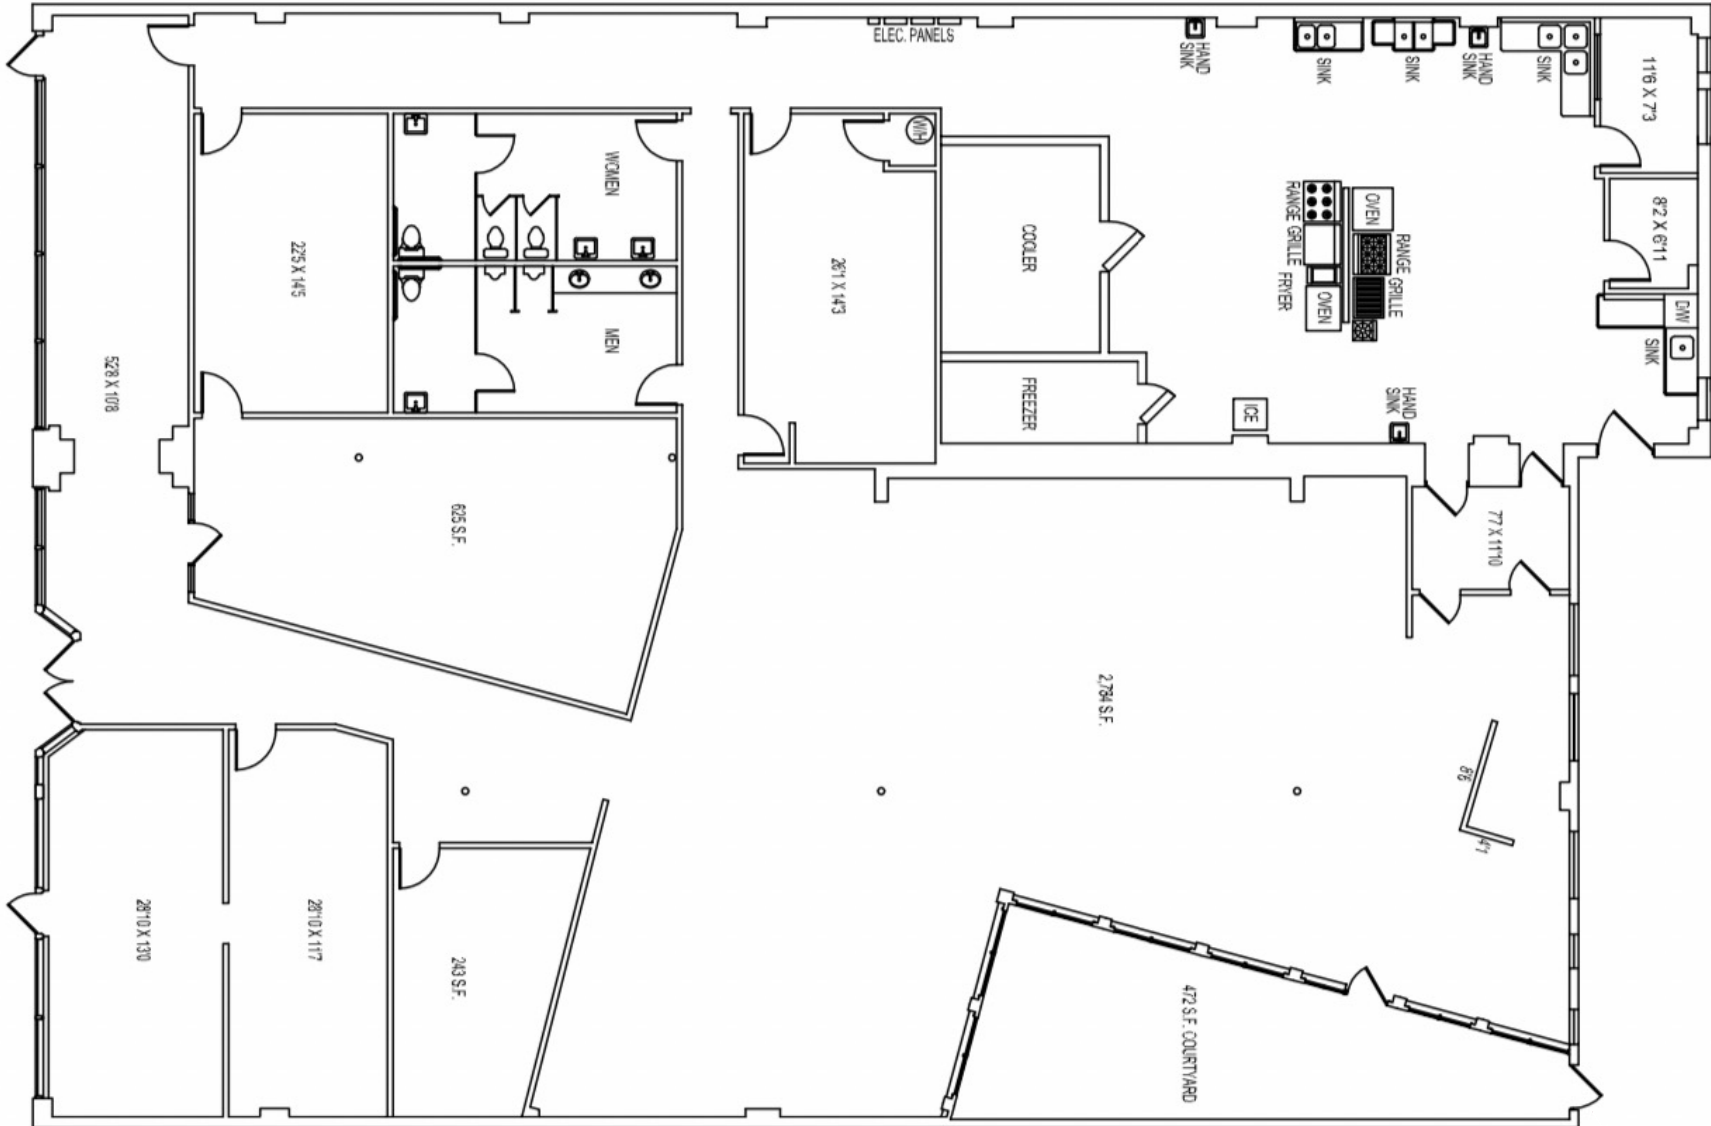 ELEC. PANELS
HAND
SINK
SINK
SINK
HAND
SINK
SINK
11'6 X 7'3
W/H
WOMEN
8'2 X 6'11
RANGE GRILLE FRYER
OVEN
OVEN
RANGE
GRILLE
COOLER
22'5 X 14'5
26'1 X 14'3
D/W
SINK
MEN
52'8 X 10'8
FREEZER
ICE
HAND
SINK
625 S.F.
7'7 X 11'10
2,784 S.F.
8'6
4'1
28'10 X 13'0
28'10 X 11'7
243 S.F.
472 S.F. COURTYARD